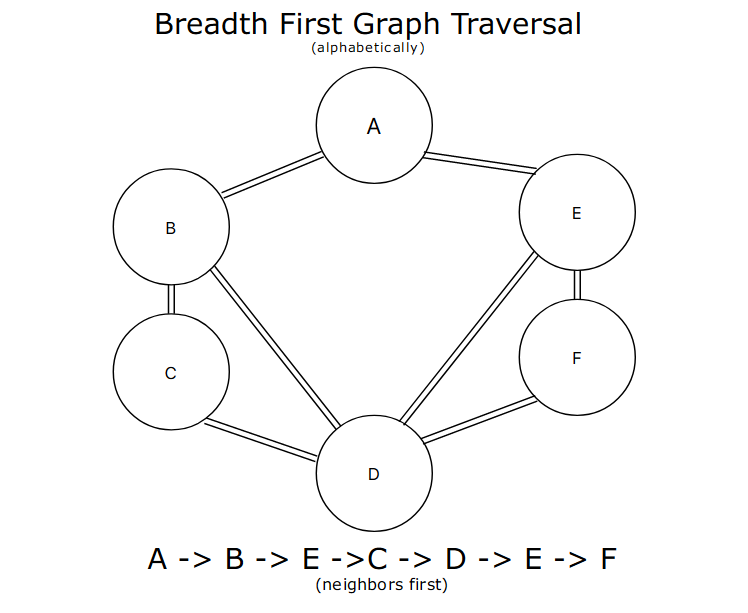 Breadth First Graph Traversal
(alphabetically)
A
B
E
C
F
D
A -> B -> E ->C -> D -> E -> F
(neighbors first)